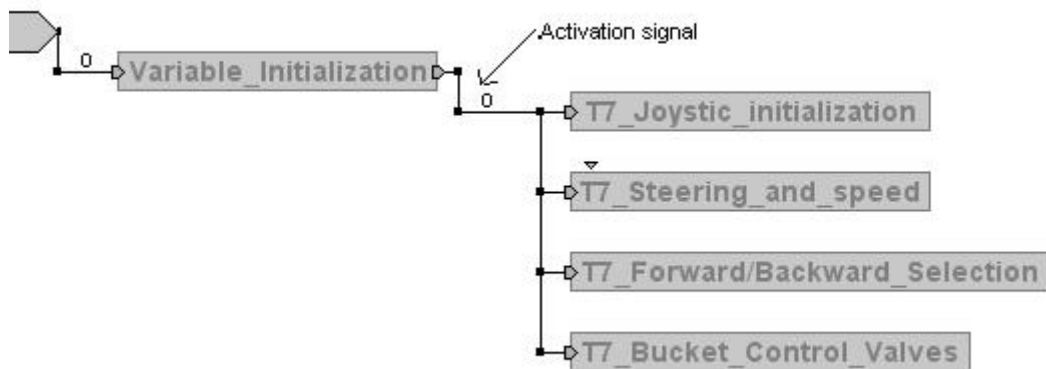 Activation signal
0
Variable_Initialization
0
T7_Joystic_initialization
T7_Steering_and_speed
T7_Forward/Backward_Selection
T7_Bucket_Control_Valves